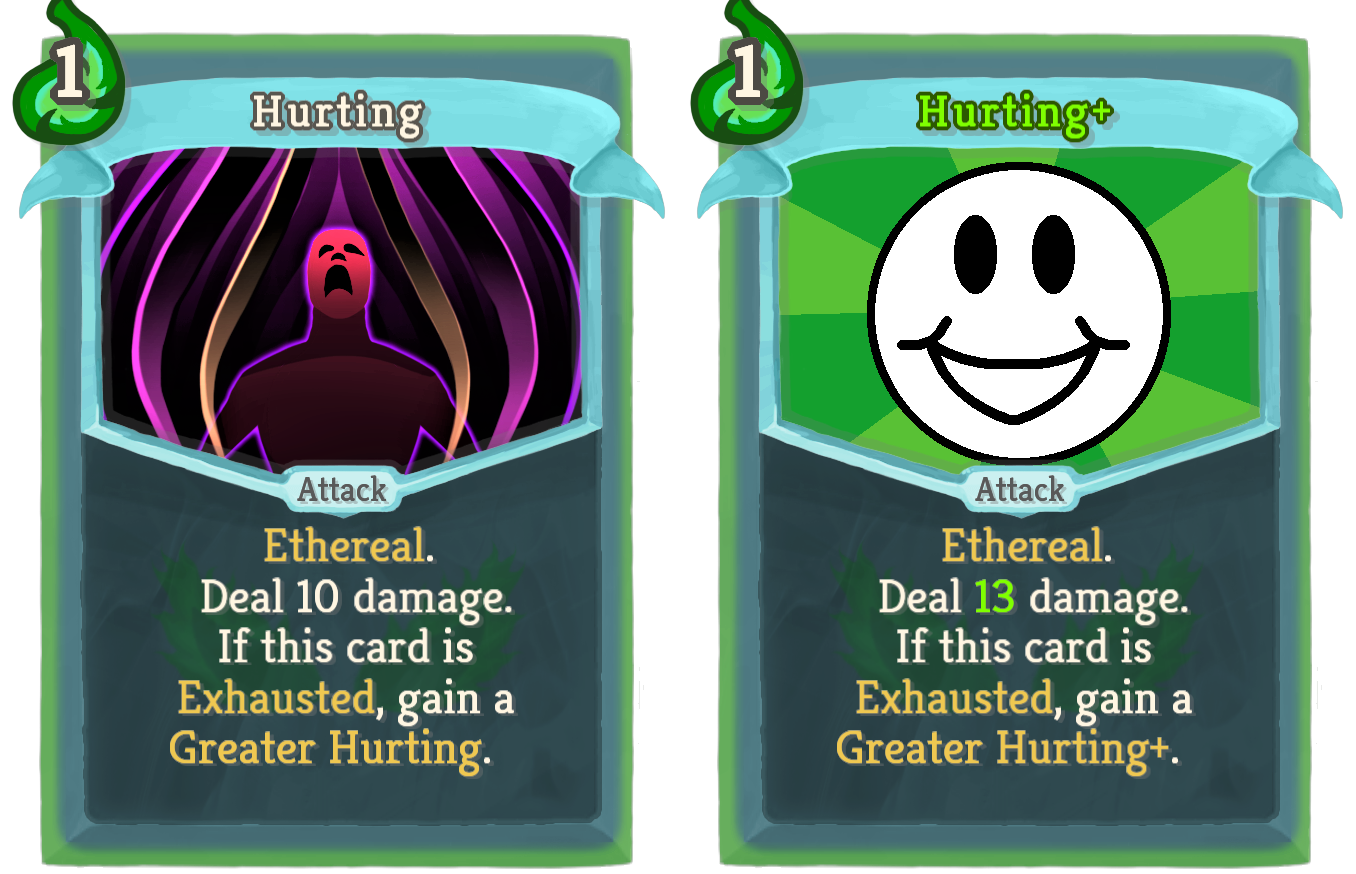 1
Hurting
Attack
Ethereal.
Deal 10 damage.
If this card is
Exhausted, gain a
Greater Hurting.
1
Hurting+
Attack
Ethereal.
Deal 13 damage.
If this card is
Exhausted, gain a
Greater Hurting+.